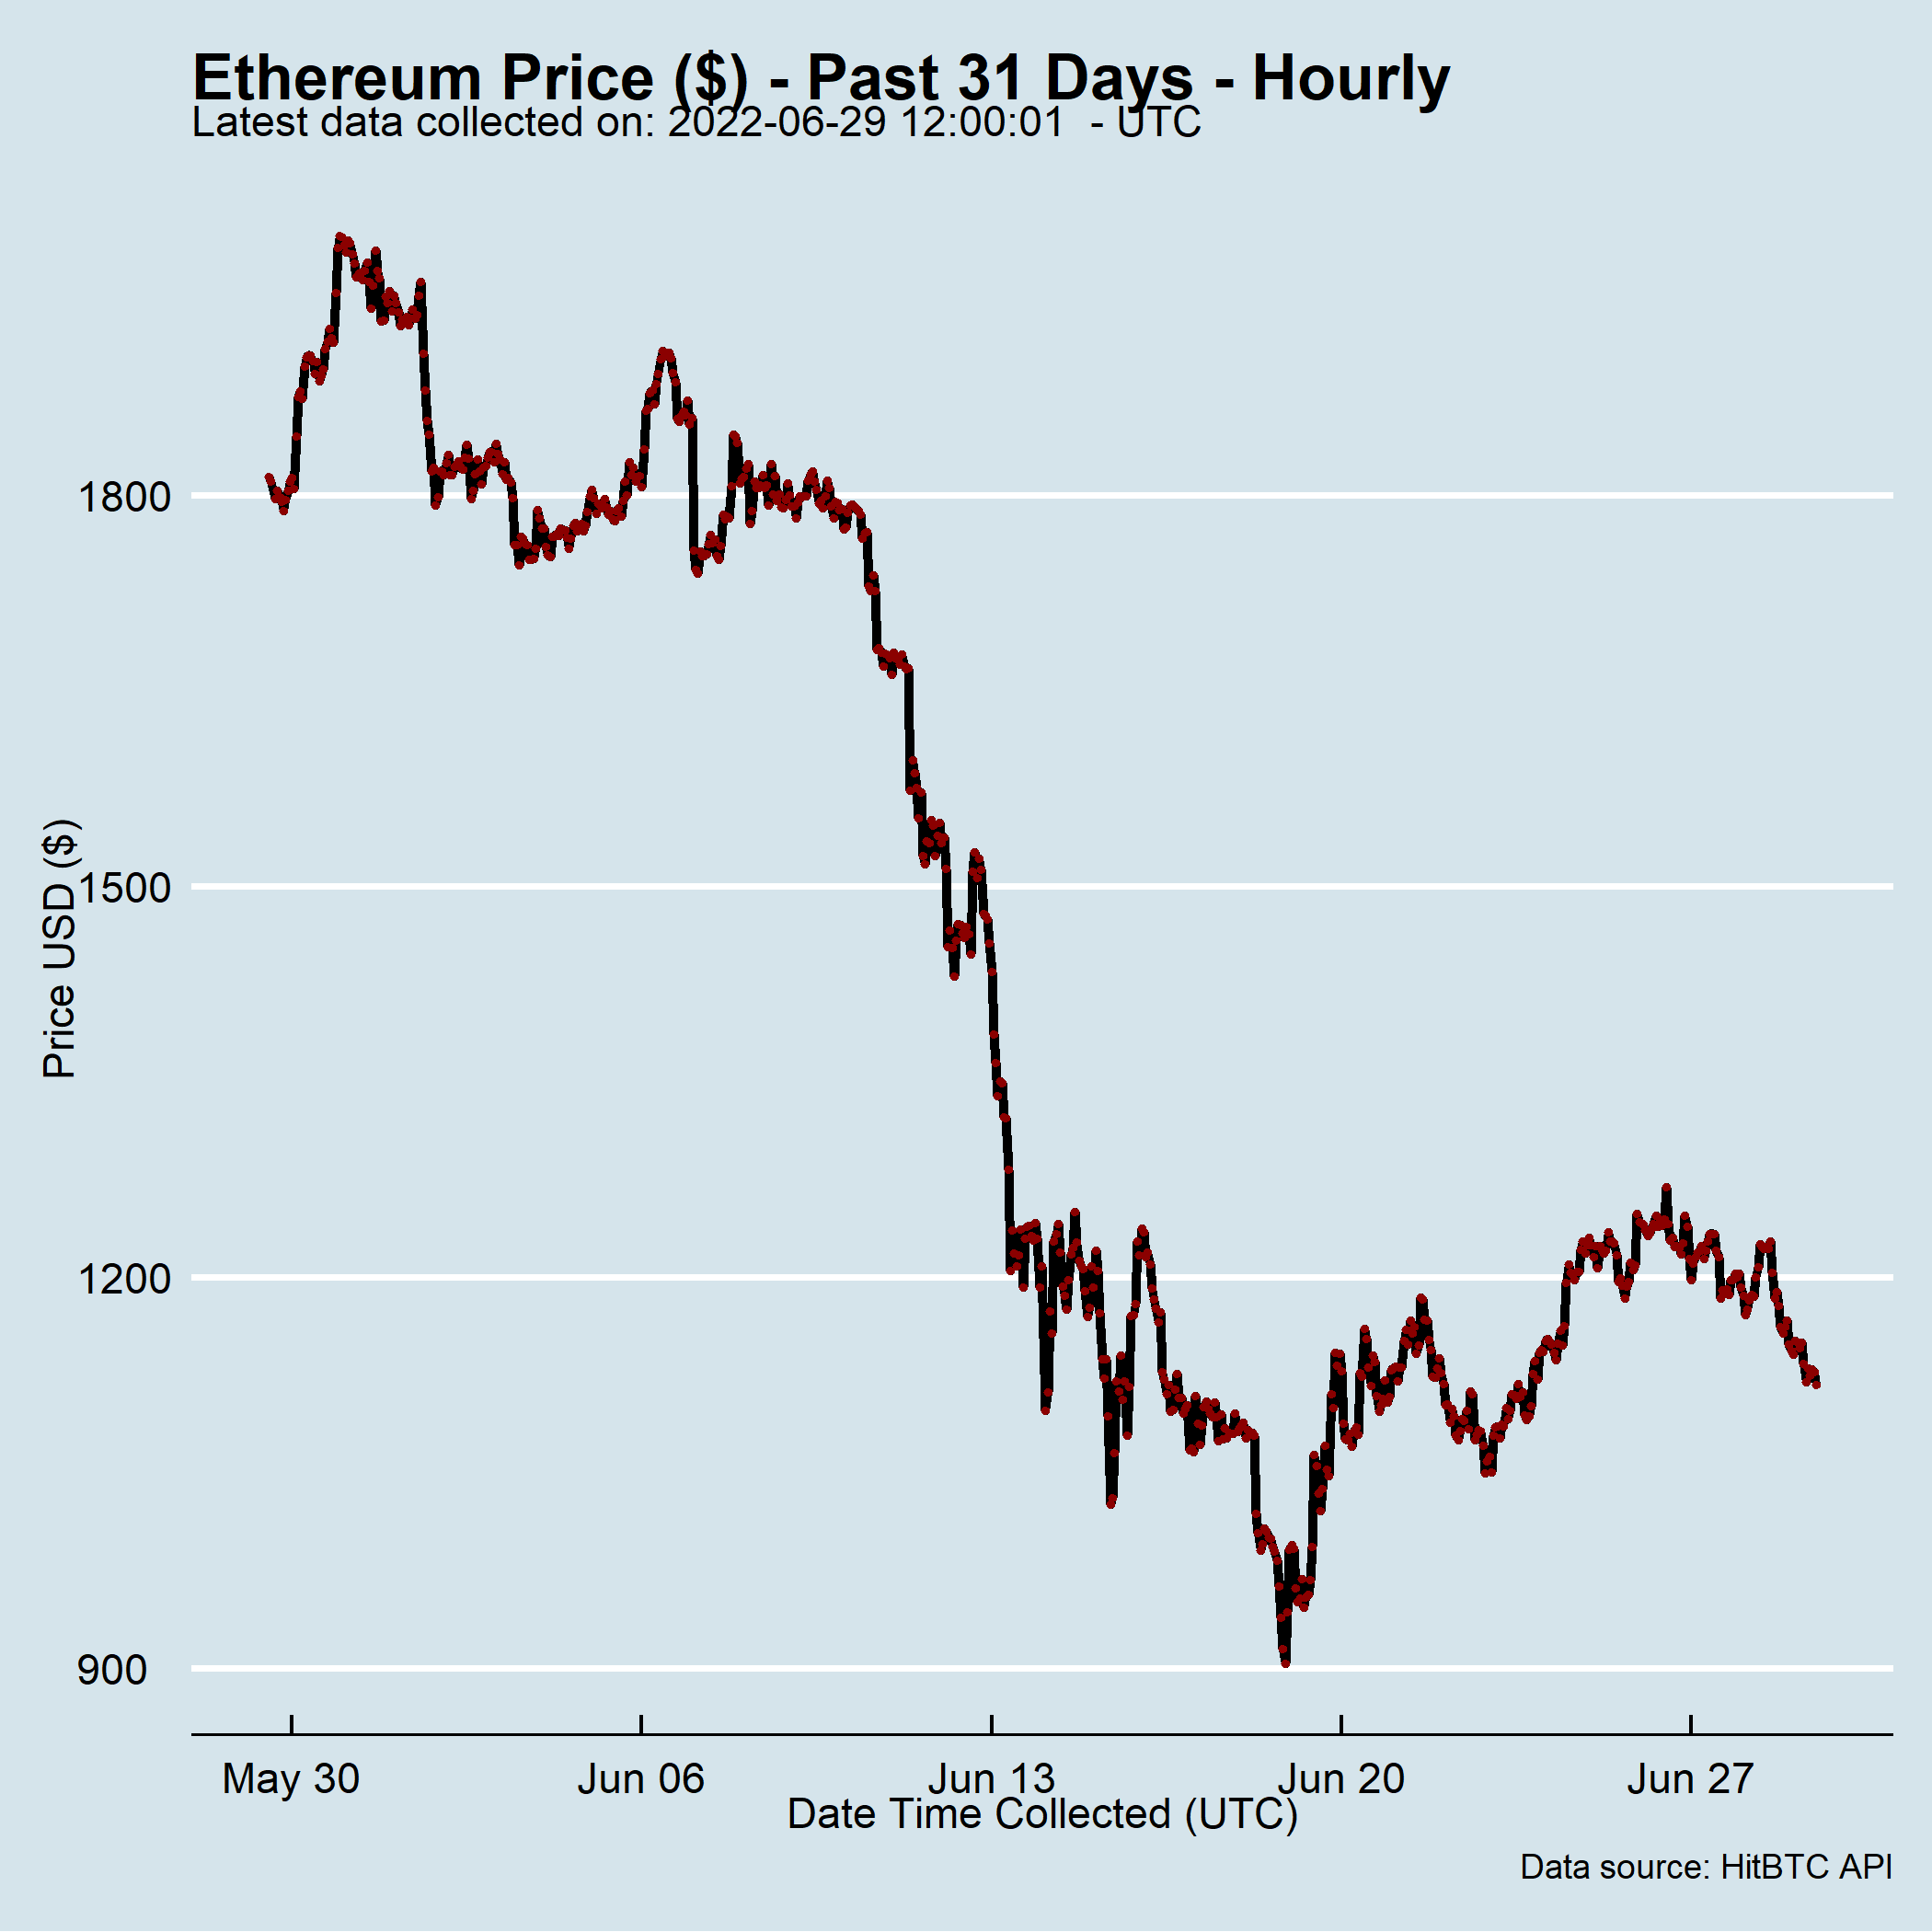 Ethereum Price ($) - Past 31 Days - Hourly
Latest data collected on: 2022-06-29 12:00:01  - UTC
Price USD ($)
1800
1500
1200
900
May 30
Jun 06
Jun 13
Jun 20
Jun 27
Date Time Collected (UTC)
Data source: HitBTC API